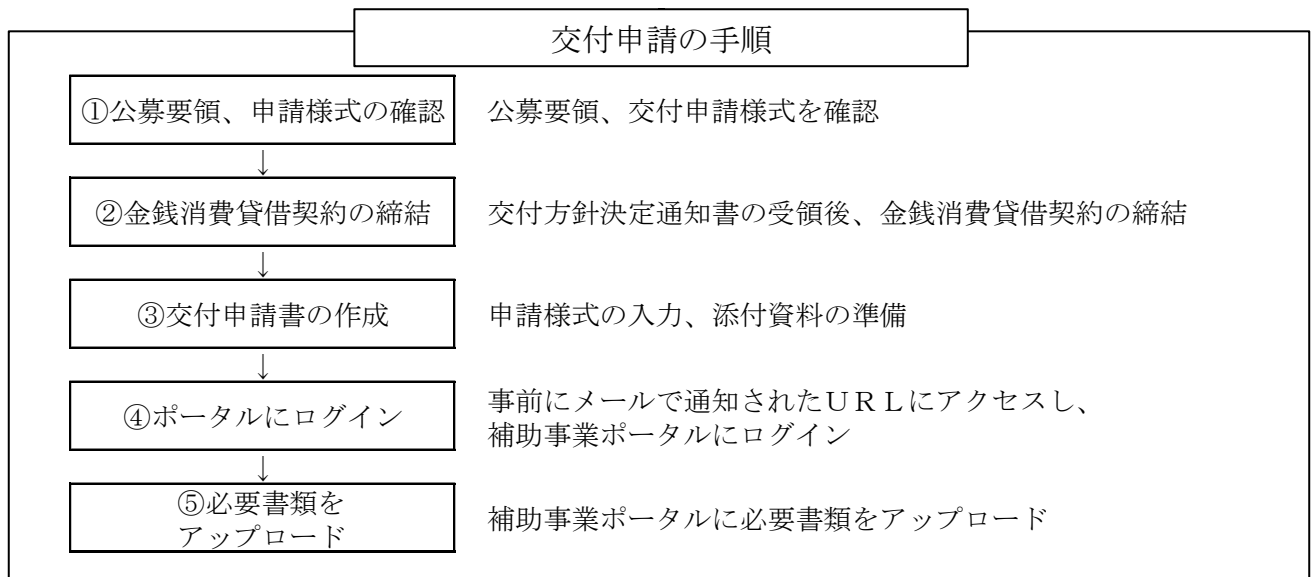 交付申請の手順
①公募要領、申請様式の確認
公募要領、交付申請様式を確認
↓
②金銭消費貸借契約の締結
交付方針決定通知書の受領後、金銭消費貸借契約の締結
↓
③交付申請書の作成
申請様式の入力、添付資料の準備
↓
④ポータルにログイン
事前にメールで通知されたＵＲＬにアクセスし、
補助事業ポータルにログイン
↓
⑤必要書類を
アップロード
補助事業ポータルに必要書類をアップロード